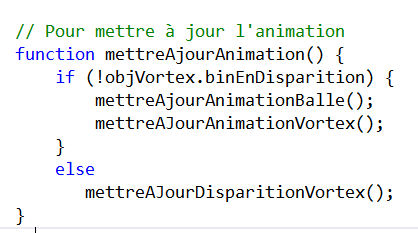 // Pour mettre à jour l'animation
function mettreAjourAnimation() {
if (!objVortex.binEnDisparition) {
mettreAjourAnimationBalle();
mettreAJourAnimationVortex();
}
else
mettreAJourDisparitionVortex();
}